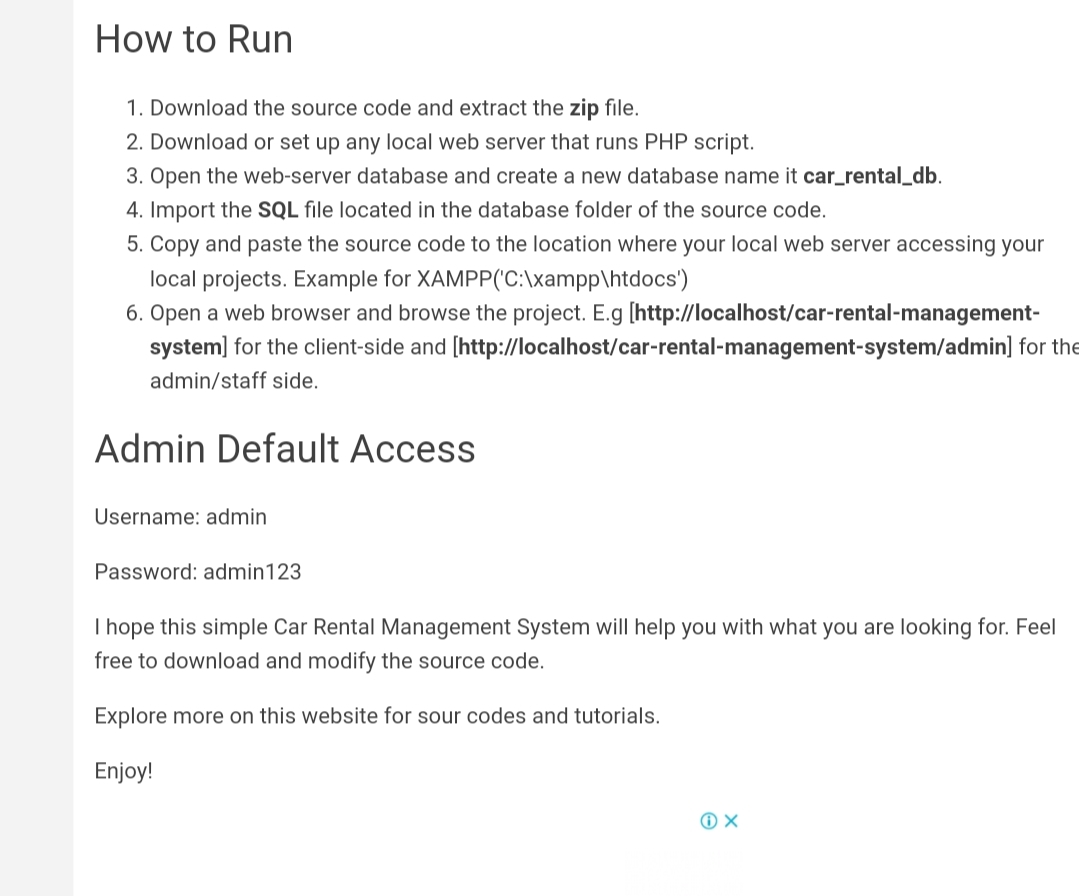 How to Run
1. Download the source code and extract the zip file.
2. Download or set up any local web server that runs PHP script.
3. Open the web-server database and create a new database name it car_rental_db.
4. Import the SQL file located in the database folder of the source code.
5. Copy and paste the source code to the location where your local web server accessing your
local projects. Example for XAMPP('C:\xampp\htdocs')
6. Open a web browser and browse the project. E.g [http://localhost/car-rental-management-
system] for the client-side and [http://localhost/car-rental-management-system/admin] for the
admin/staff side.
Admin Default Access
Username: admin
Password: admin123
I hope this simple Car Rental Management System will help you with what you are looking for. Feel
free to download and modify the source code.
Explore more on this website for sour codes and tutorials.
Enjoy!